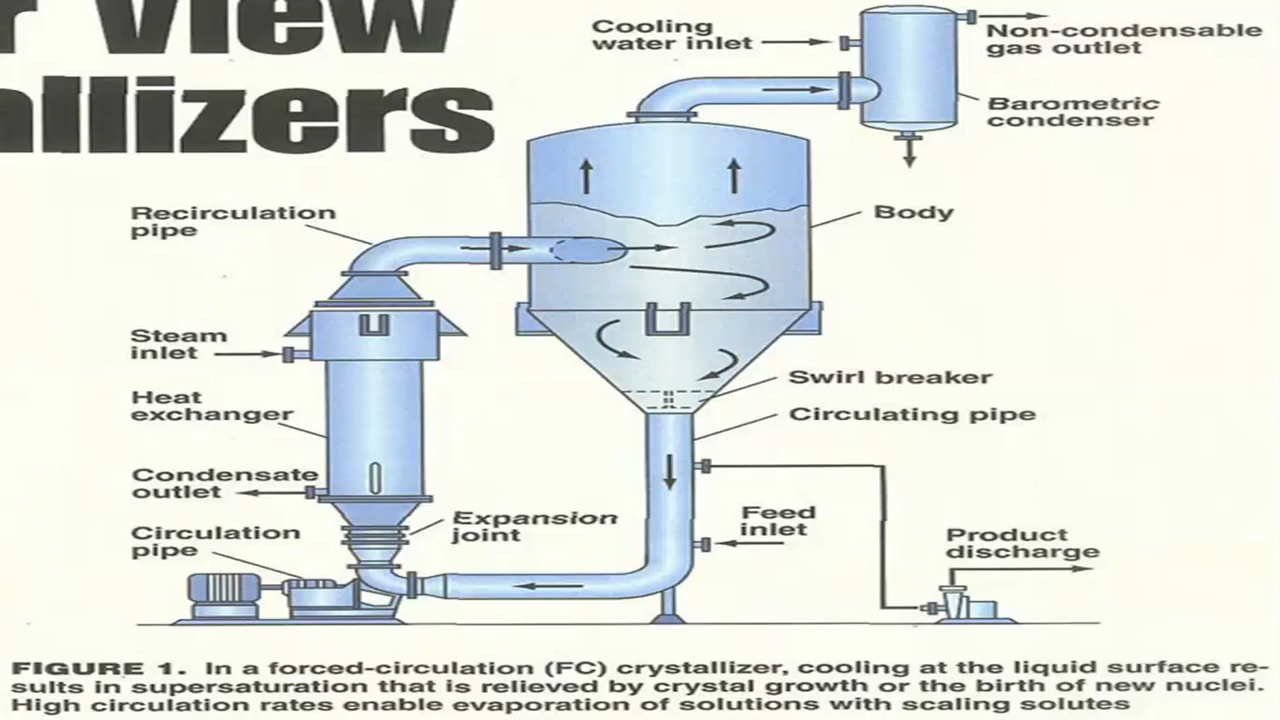 r View
allizers
Cooling
water inlet
Non-condensable
gas outlet
Barometric
condenser
Recirculation
pipe
Body
Steam
inlet
Heat
exchanger
Swirl breaker
Circulating pipe
Condensate
outlet
Expansion
joint
Feed
inlet
Circulation
pipe
Product
discharge
FIGURE 1. In a forced-circulation (FC) crystallizer, cooling at the liquid surface re-
sults in supersaturation that is relieved by crystal growth or the birth of new nuclei.
High circulation rates enable evaporation of solutions with scaling solutes